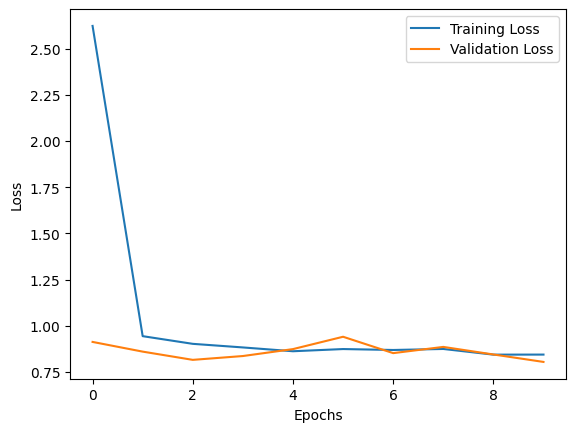 Training Loss
Validation Loss
2.50
2.25
2.00
1.75
1.50
1.25
1.00
0.75
Loss
0 2 4 6 8
Epochs